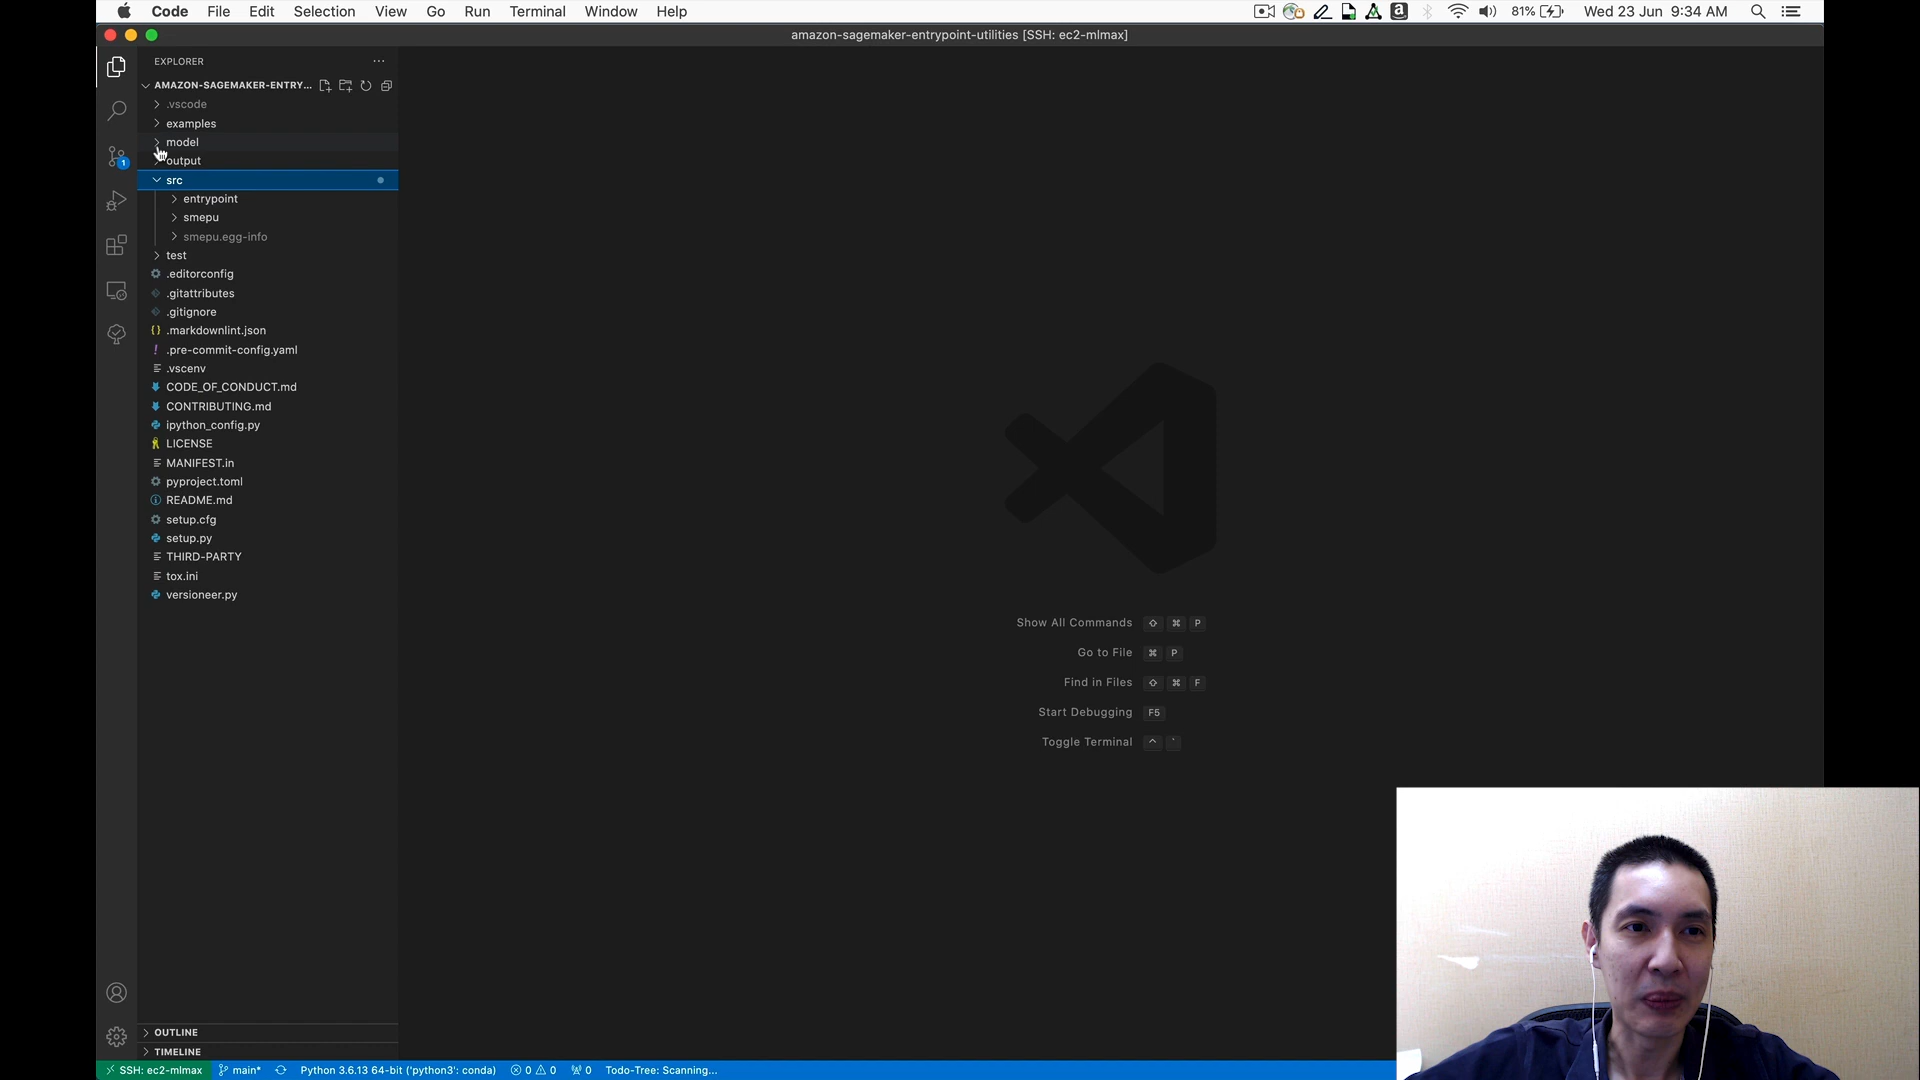 Code File Edit Selection View Go Run Terminal Window Help 81% Wed 23 Jun 9:34 AM
amazon-sagemaker-entrypoint-utilities [SSH: ec2-mlmax]
EXPLORER
AMAZON-SAGEMAKER-ENTRY...
.vscode
examples
model
output
src
entrypoint
smepu
smepu.egg-info
test
.editorconfig
.gitattributes
.gitignore
.markdownlint.json
.pre-commit-config.yaml
.vscenv
CODE_OF_CONDUCT.md
CONTRIBUTING.md
ipython_config.py
LICENSE
MANIFEST.in
pyproject.toml
README.md
setup.cfg
setup.py
THIRD-PARTY
tox.ini
versioneer.py
Show All Commands ⇧ ⌘ P
Go to File ⌘ P
Find in Files ⇧ ⌘ F
Start Debugging F5
Toggle Terminal ^ `
OUTLINE
TIMELINE
SSH: ec2-mlmax main* Python 3.6.13 64-bit ('python3': conda) 0 0 0 Todo-Tree: Scanning...
1